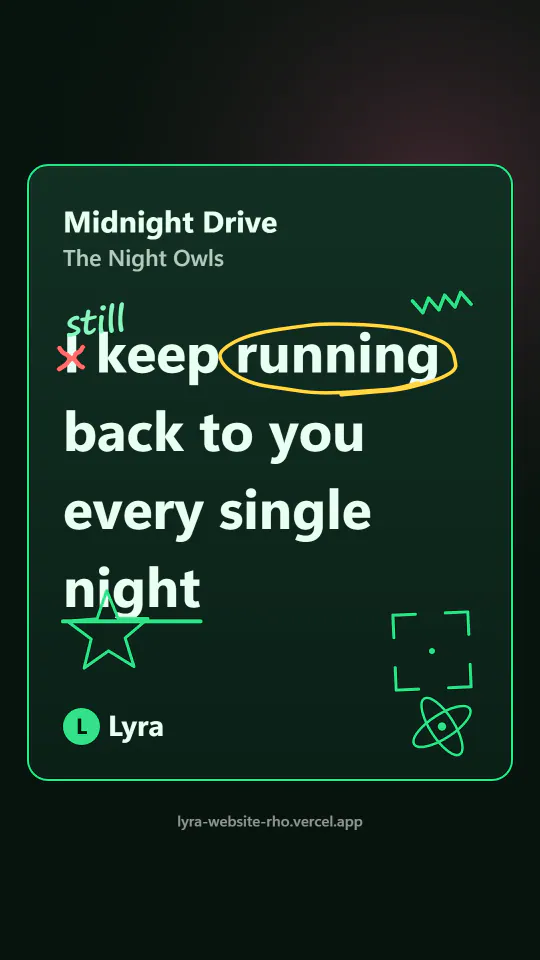 Midnight Drive
The Night Owls
still
I keep running
back to you
every single
night
L Lyra
lyra-website-rho.vercel.app